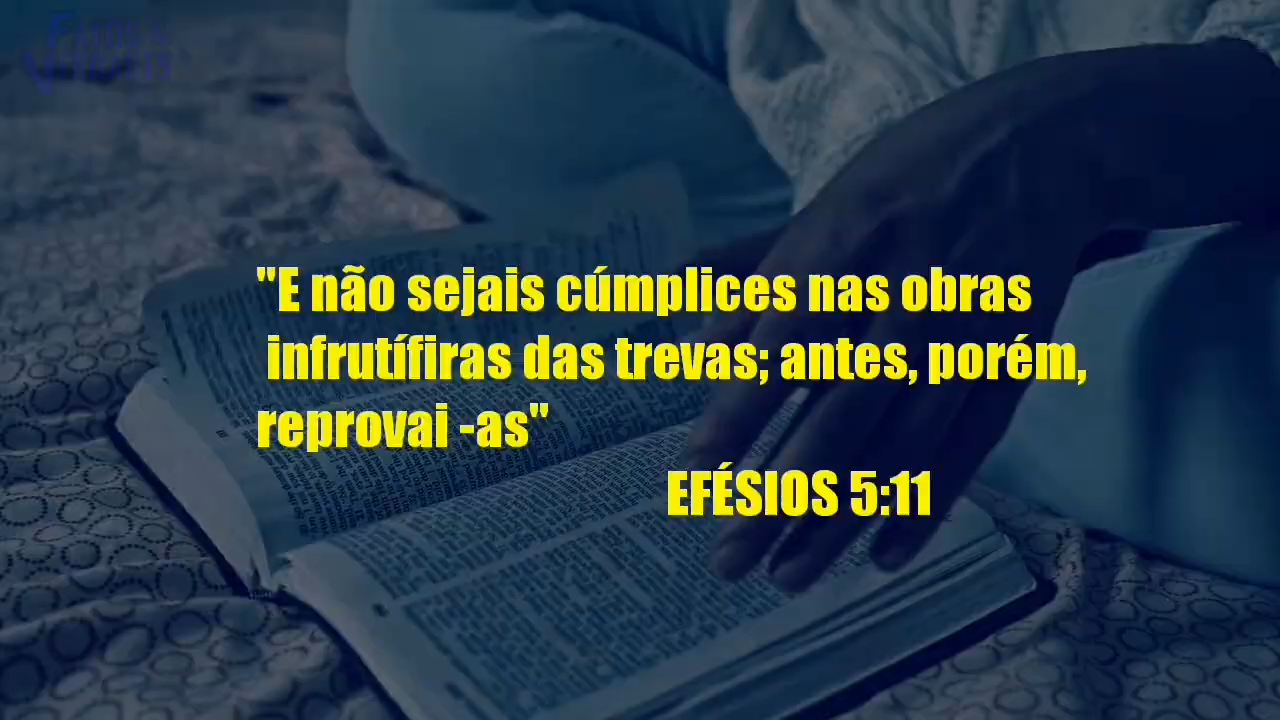 "E não sejais cúmplices nas obras
infrutífiras das trevas; antes, porém,
reprovai -as"
EFÉSIOS 5:11